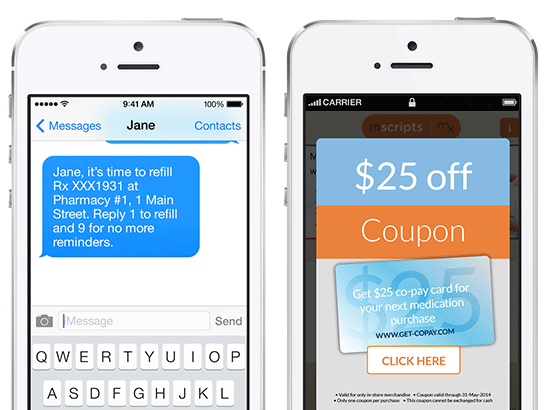 9:41 AM 100%
Messages Jane Contacts
Jane, it's time to refill
Rx XXX1931 at
Pharmacy #1, 1 Main
Street. Reply 1 to refill
and 9 for no more
reminders.
Message Send
Q W E R T Y U I O P
A S D F G H J K L
CARRIER
mscripts
$25 off
Coupon
$25
Get $25 co-pay card for
your next medication
purchase
WWW.GET-COPAY.COM
CLICK HERE
• Valid for only in-store merchandise • Coupon valid through 31-May-2014
• Only one coupon per purchase • This coupon cannot be exchanged for cash